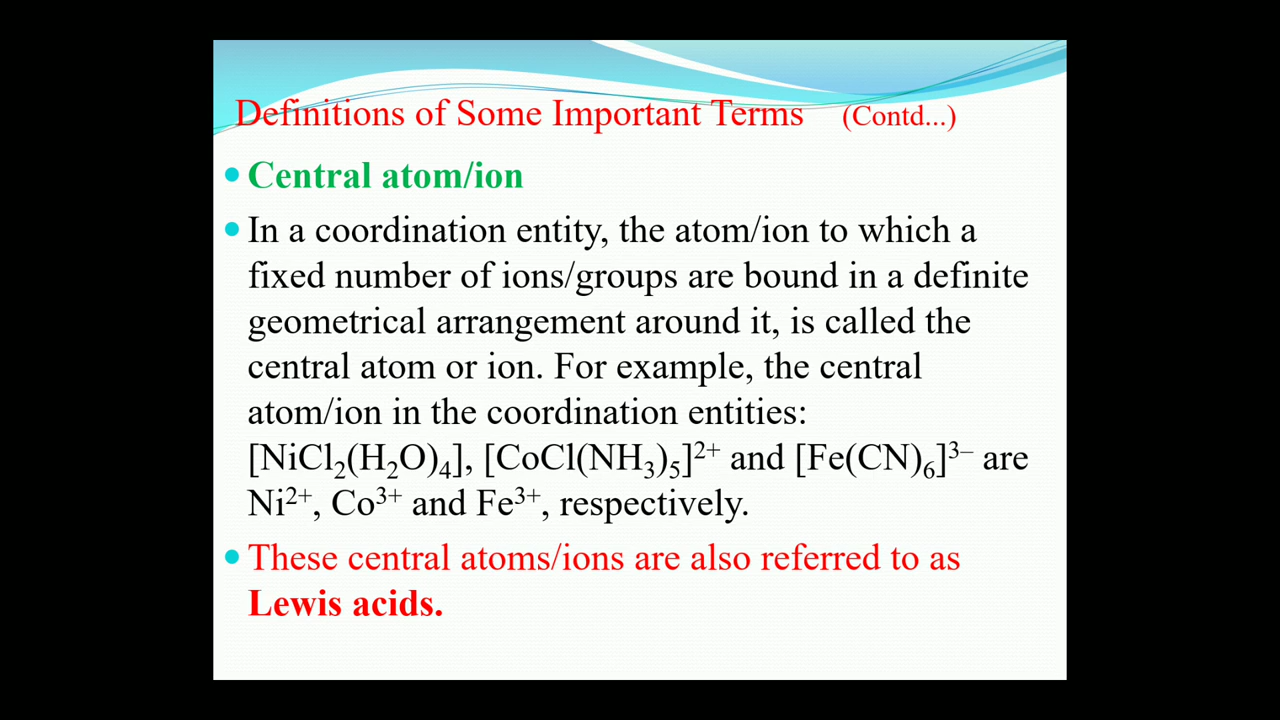 Definitions of Some Important Terms (Contd...)
• Central atom/ion
• In a coordination entity, the atom/ion to which a
fixed number of ions/groups are bound in a definite
geometrical arrangement around it, is called the
central atom or ion. For example, the central
atom/ion in the coordination entities:
[NiCl₂(H₂O)₄], [CoCl(NH₃)₅]²⁺ and [Fe(CN)₆]³⁻ are
Ni²⁺, Co³⁺ and Fe³⁺, respectively.
• These central atoms/ions are also referred to as
Lewis acids.